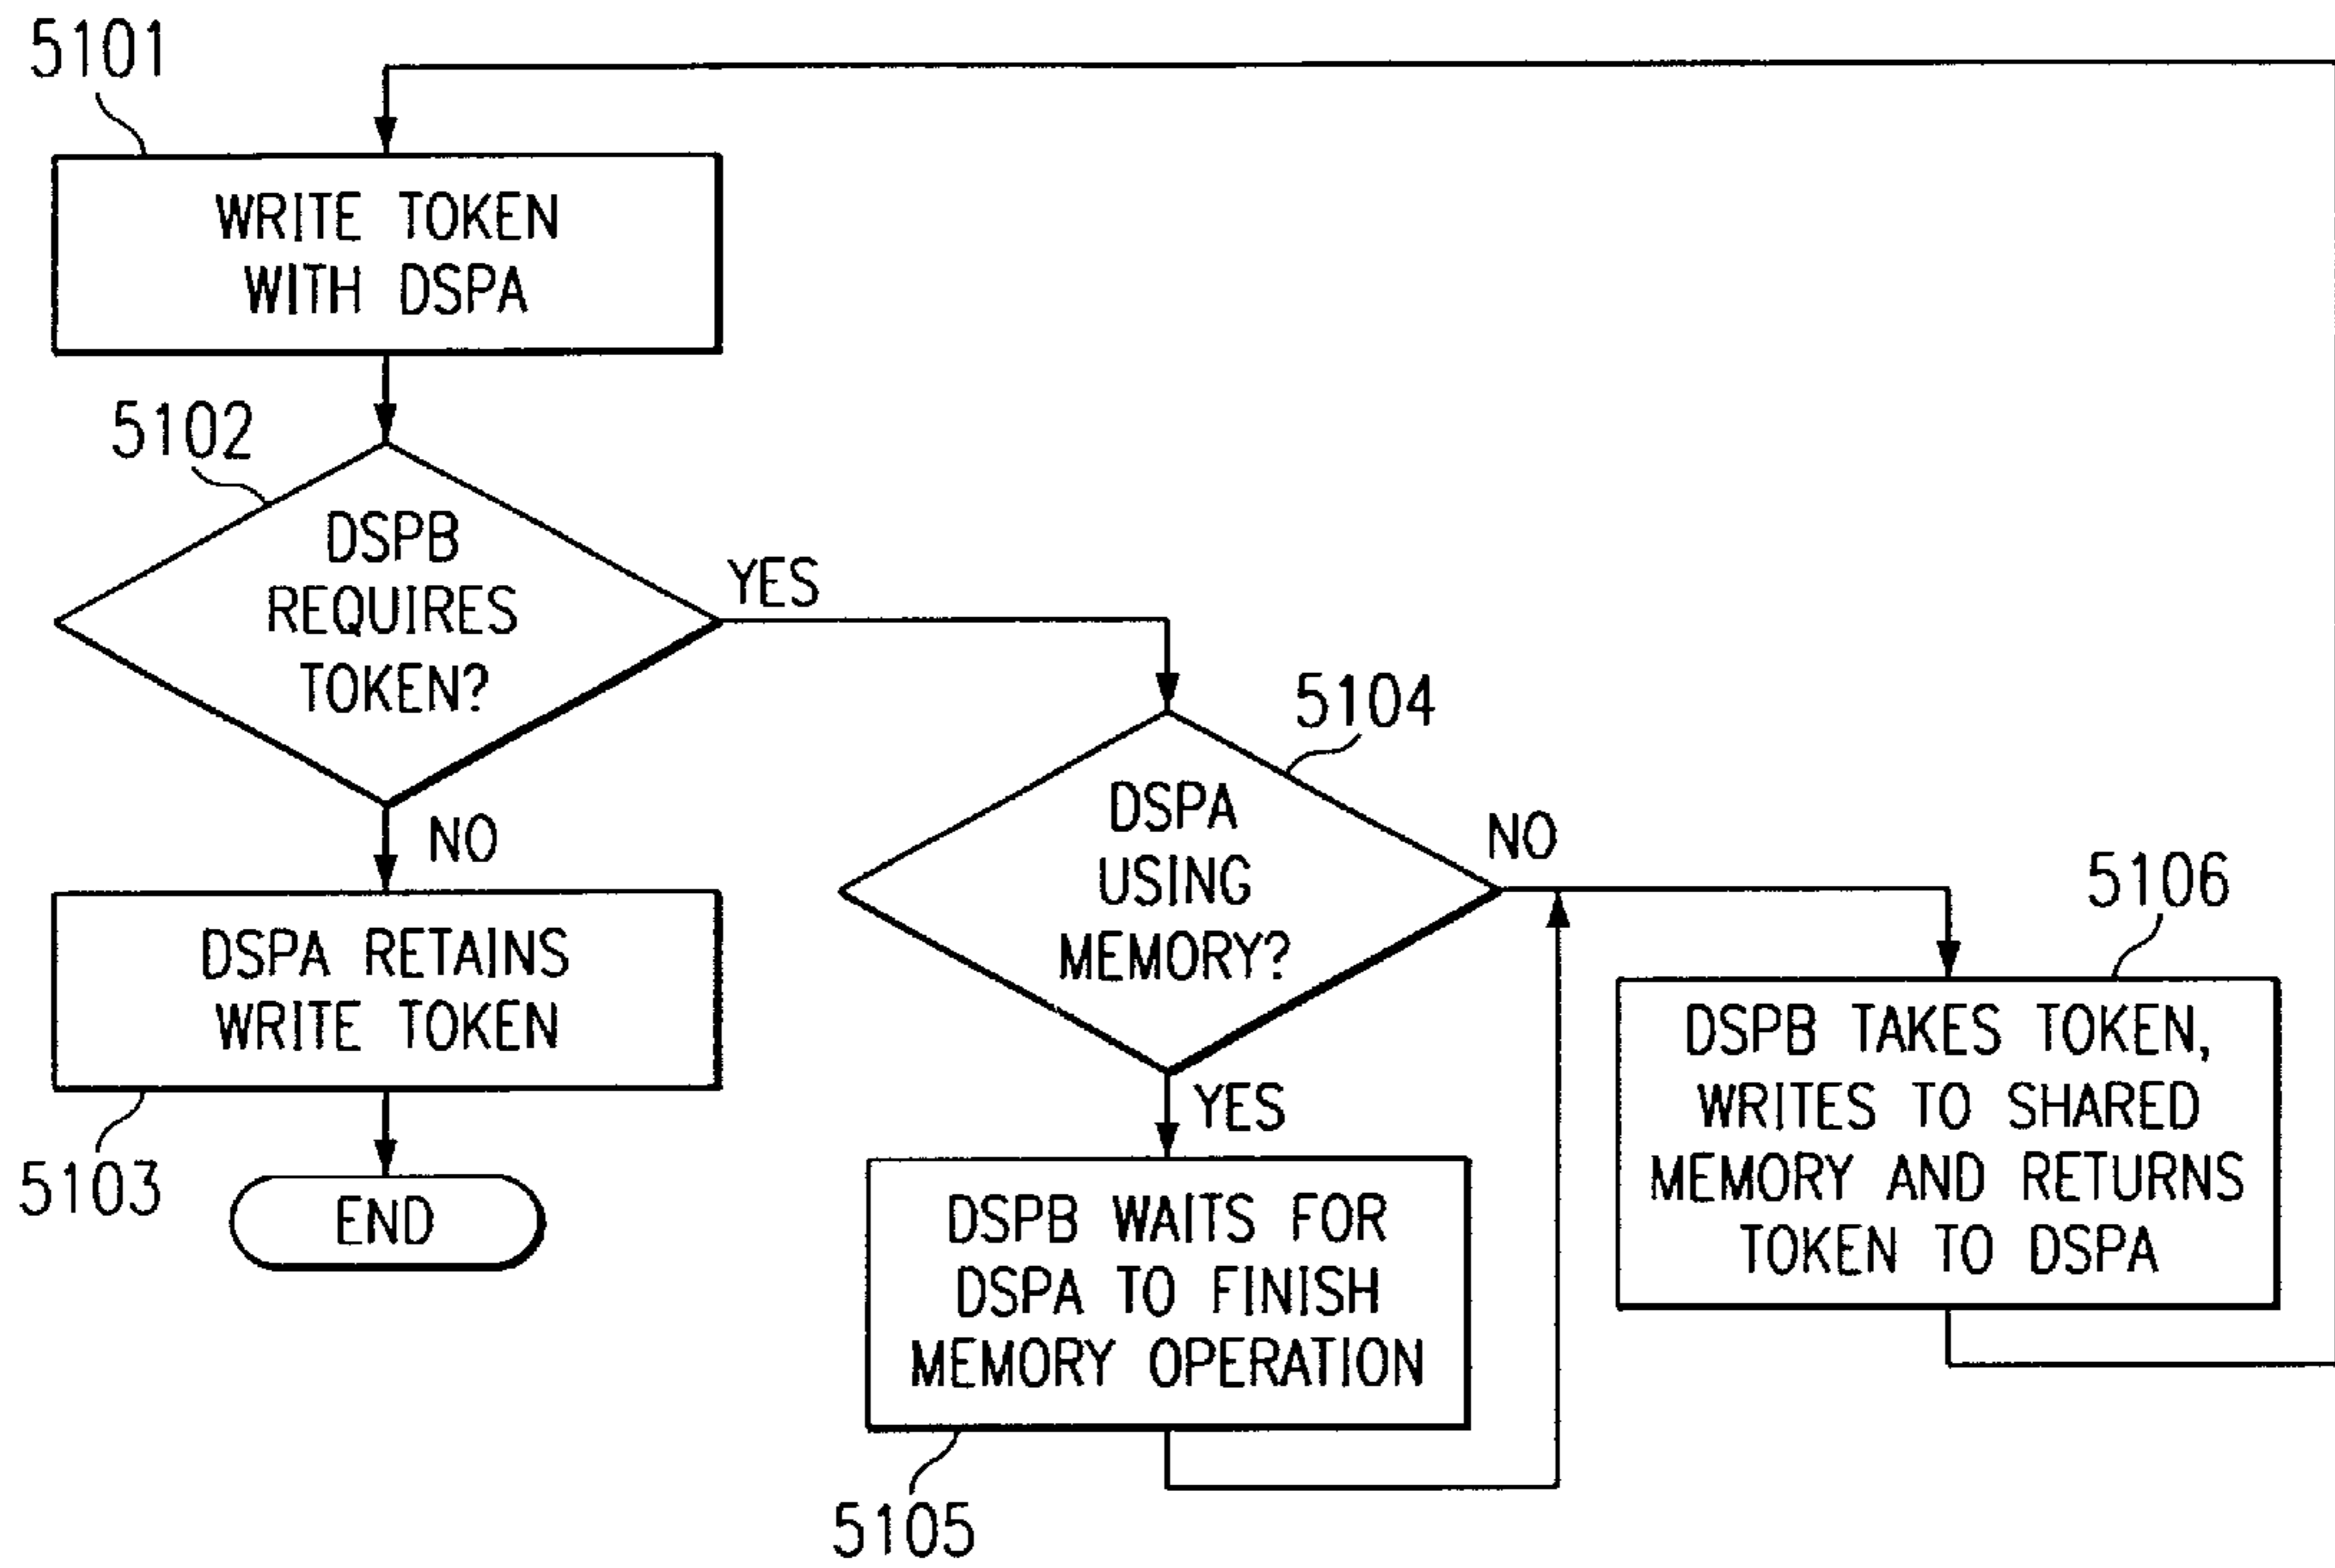 5101
WRITE TOKEN
WITH DSPA
5102
DSPB
REQUIRES
TOKEN?
YES
NO
DSPA RETAINS
WRITE TOKEN
5103
END
5104
DSPA
USING
MEMORY?
NO
YES
DSPB WAITS FOR
DSPA TO FINISH
MEMORY OPERATION
5105
5106
DSPB TAKES TOKEN,
WRITES TO SHARED
MEMORY AND RETURNS
TOKEN TO DSPA